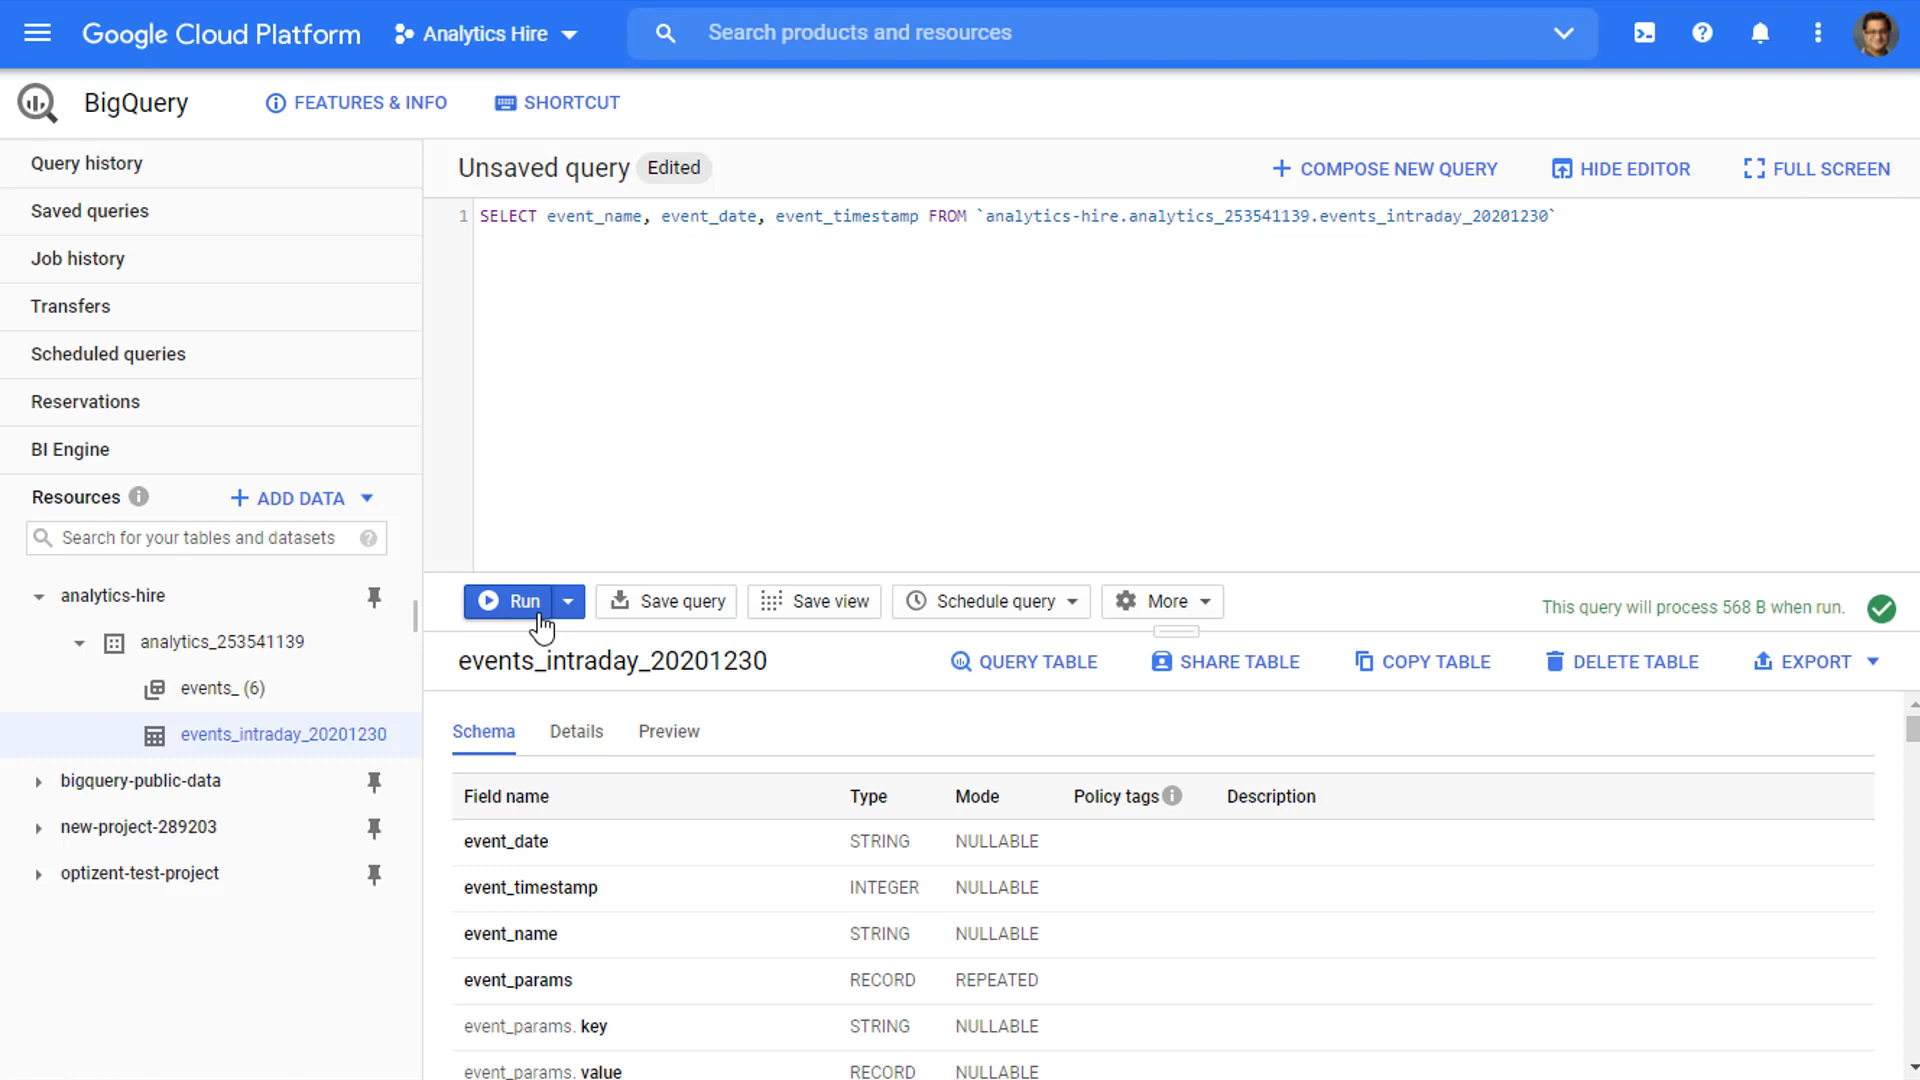 Google Cloud Platform
Analytics Hire
Search products and resources
BigQuery
FEATURES & INFO
SHORTCUT
Query history
Saved queries
Job history
Transfers
Scheduled queries
Reservations
BI Engine
Resources
ADD DATA
Search for your tables and datasets
analytics-hire
analytics_253541139
events_ (6)
events_intraday_20201230
bigquery-public-data
new-project-289203
optizent-test-project
Unsaved query Edited
COMPOSE NEW QUERY
HIDE EDITOR
FULL SCREEN
1 SELECT event_name, event_date, event_timestamp FROM `analytics-hire.analytics_253541139.events_intraday_20201230`
Run
Save query
Save view
Schedule query
More
This query will process 568 B when run.
events_intraday_20201230
QUERY TABLE
SHARE TABLE
COPY TABLE
DELETE TABLE
EXPORT
Schema Details Preview
Field name Type Mode Policy tags Description
event_date STRING NULLABLE
event_timestamp INTEGER NULLABLE
event_name STRING NULLABLE
event_params RECORD REPEATED
event_params. key STRING NULLABLE
event_params. value RECORD NULLABLE